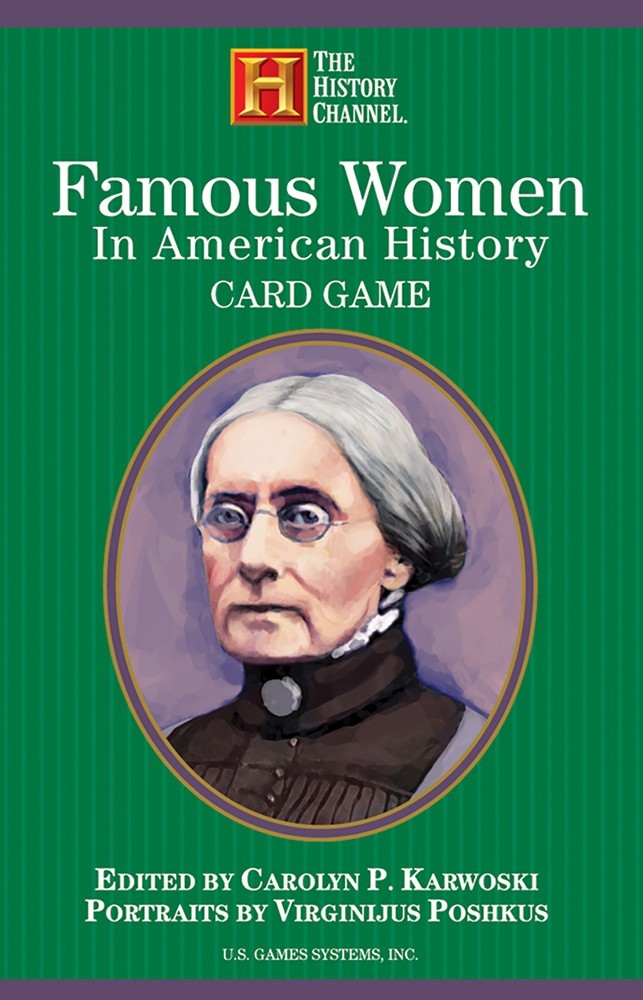 H
THE
HISTORY
CHANNEL.
Famous Women
In American History
CARD GAME
EDITED BY CAROLYN P. KARWOSKI
PORTRAITS BY VIRGINIJUS POSHKUS
U.S. GAMES SYSTEMS, INC.